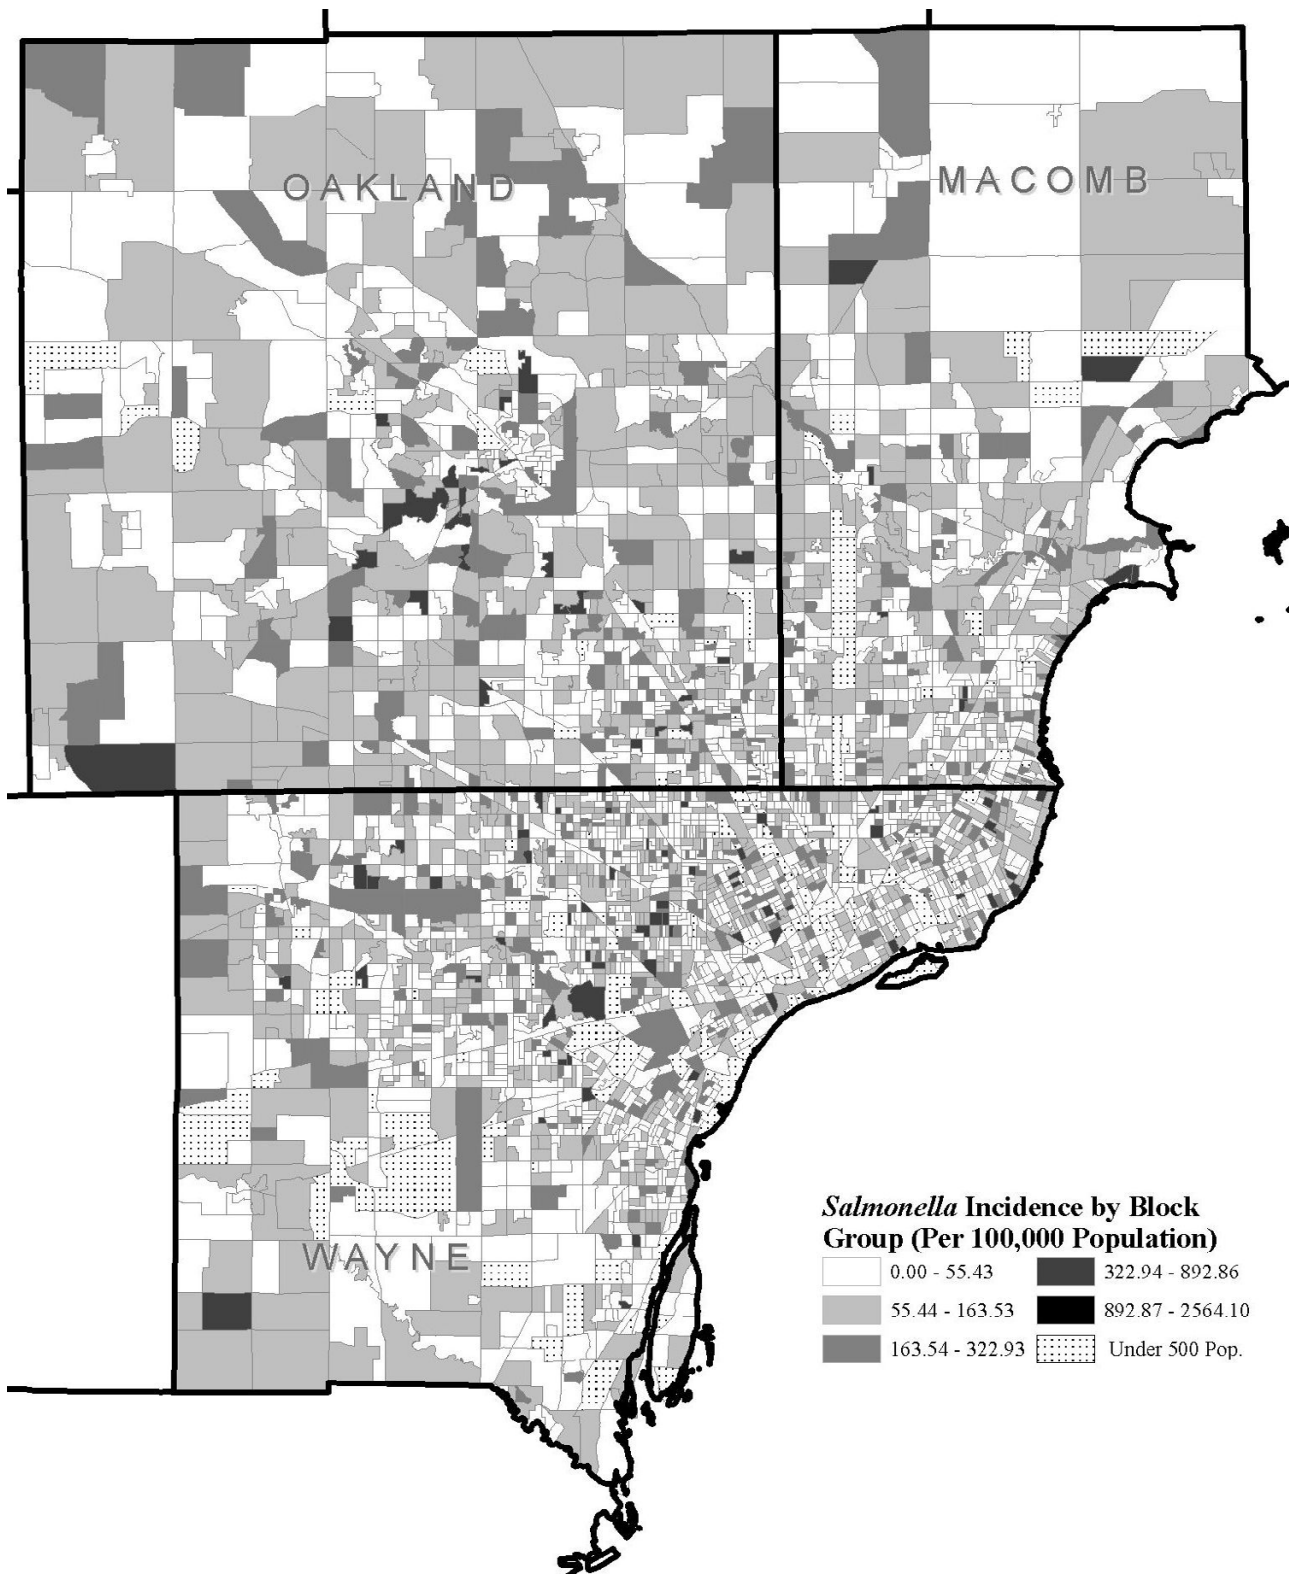 OAKLAND
MACOMB
WAYNE
Salmonella Incidence by Block
Group (Per 100,000 Population)
0.00 - 55.43
322.94 - 892.86
55.44 - 163.53
892.87 - 2564.10
163.54 - 322.93
Under 500 Pop.